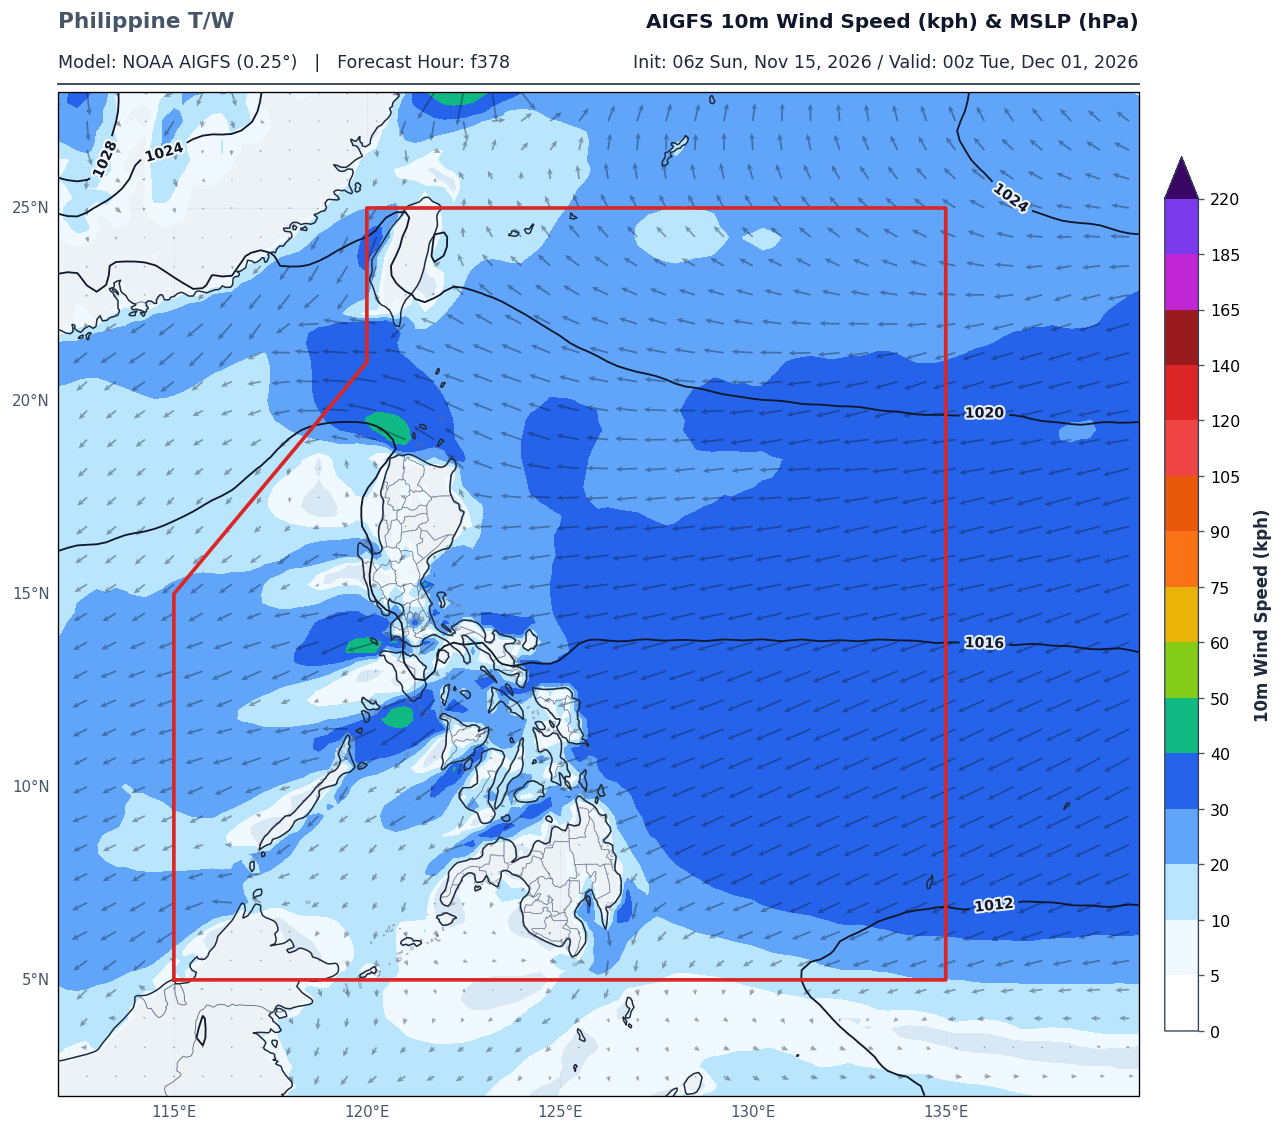 Philippine T/W
AIGFS 10m Wind Speed (kph) & MSLP (hPa)
Model: NOAA AIGFS (0.25°)   |   Forecast Hour: f378
Init: 06z Sun, Nov 15, 2026 / Valid: 00z Tue, Dec 01, 2026
1028
1024
1024
1020
1016
1012
25°N
20°N
15°N
10°N
5°N
115°E
120°E
125°E
130°E
135°E
220
185
165
140
120
105
90
75
60
50
40
30
20
10
5
0
10m Wind Speed (kph)